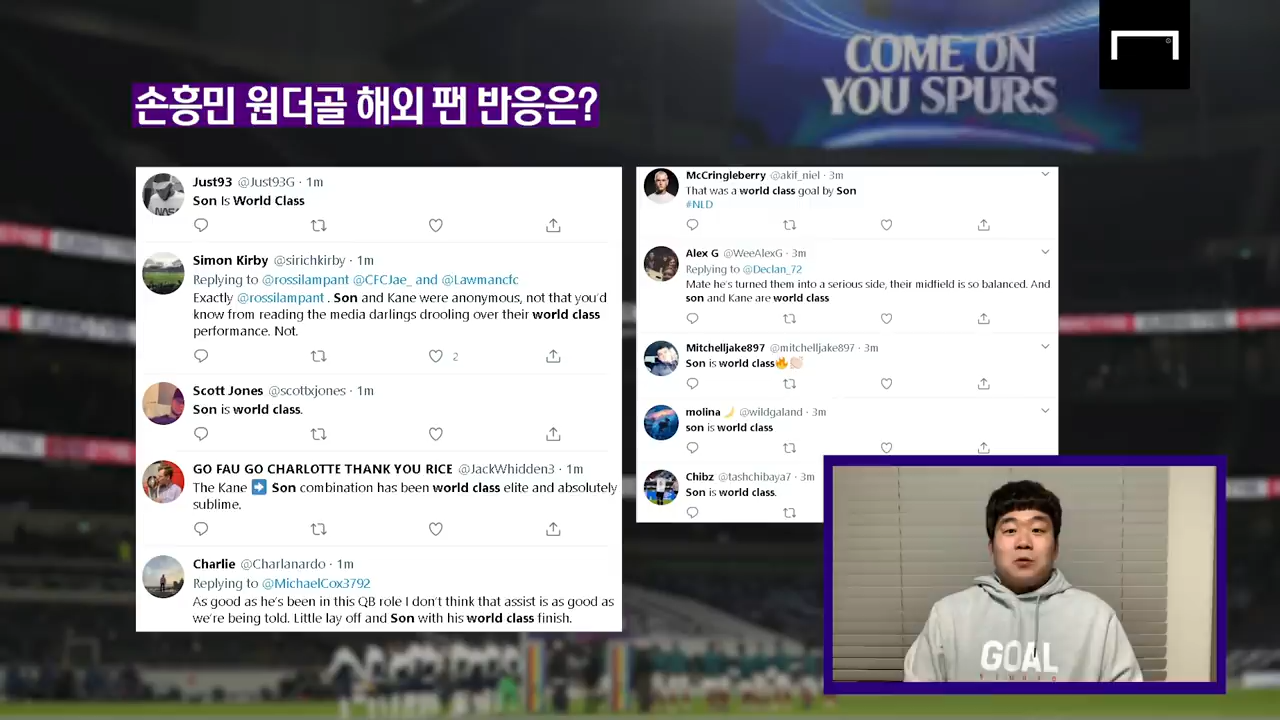 COME ON
YOU SPURS
손흥민 원더골 해외 팬 반응은?
Just93 @Just93G · 1m
Son Is World Class
Simon Kirby @sirichkirby · 1m
Replying to @rossilampant @CFCJae_ and @Lawmancfc
Exactly @rossilampant . Son and Kane were anonymous, not that you'd
know from reading the media darlings drooling over their world class
performance. Not.
2
Scott Jones @scottxjones · 1m
Son is world class.
GO FAU GO CHARLOTTE THANK YOU RICE @JackWhidden3 · 1m
The Kane ➡️ Son combination has been world class elite and absolutely
sublime.
Charlie @Charlanardo · 1m
Replying to @MichaelCox3792
As good as he's been in this QB role I don't think that assist is as good as
we're being told. Little lay off and Son with his world class finish.
McCringleberry @akif_niel · 3m
That was a world class goal by Son
#NLD
Alex G @WeeAlexG · 3m
Replying to @Declan_72
Mate he's turned them into a serious side, their midfield is so balanced. And
son and Kane are world class
Mitchelljake897 @mitchelljake897 · 3m
Son is world class🔥👏🏻
molina 🌙 @wildgaland · 3m
son is world class
Chibz @tashchibaya7 · 3m
Son is world class.
GOAL
STUDIO